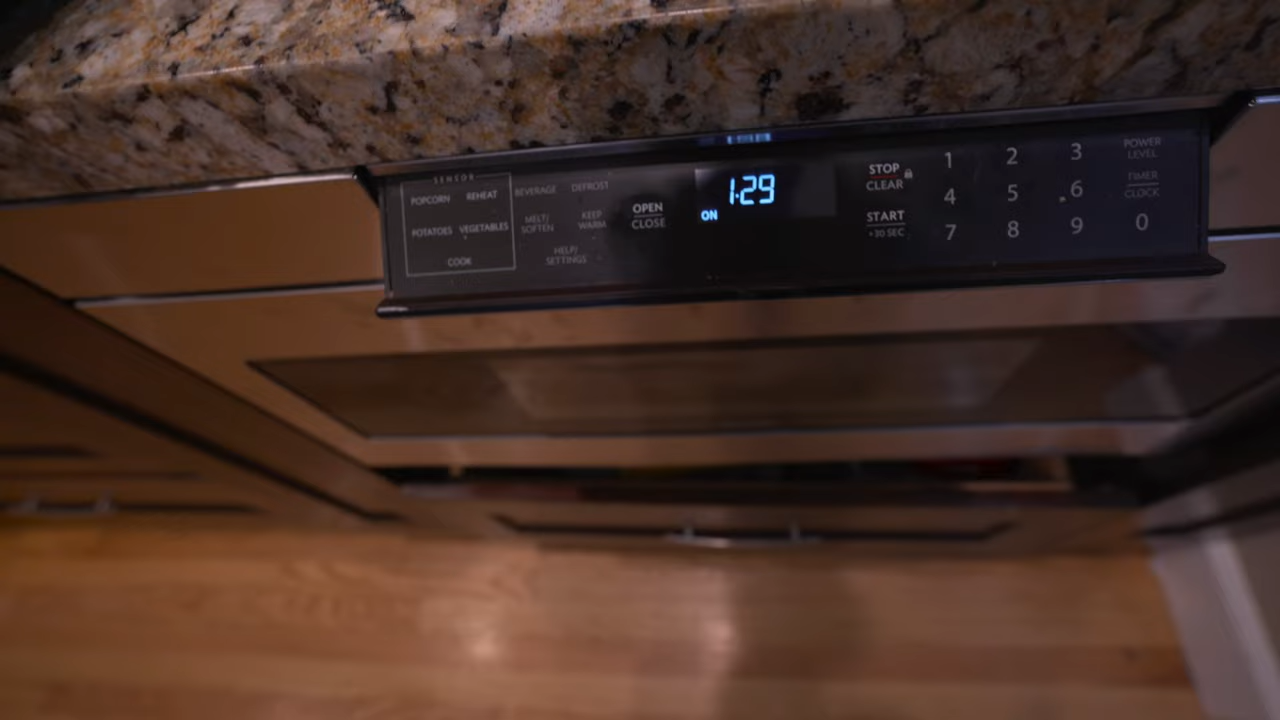 SENSOR
POPCORN REHEAT
POTATOES VEGETABLES
COOK
BEVERAGE DEFROST
MELT/
SOFTEN
KEEP
WARM
HELP/
SETTINGS
OPEN
CLOSE
1:29
ON
STOP
CLEAR
START
+30 SEC
1 2 3
4 5 6
7 8 9
0
POWER
LEVEL
TIMER
CLOCK